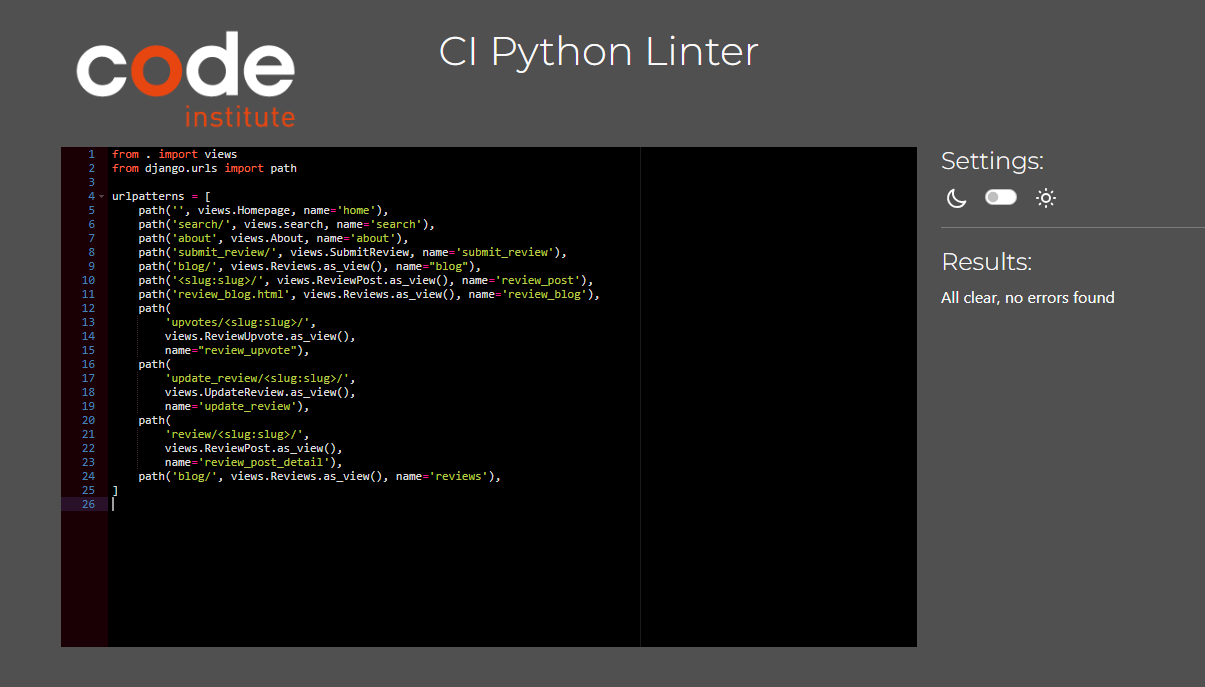 code
institute
CI Python Linter
1 from . import views
2 from django.urls import path
3
4 urlpatterns = [
5     path('', views.Homepage, name='home'),
6     path('search/', views.search, name='search'),
7     path('about', views.About, name='about'),
8     path('submit_review/', views.SubmitReview, name='submit_review'),
9     path('blog/', views.Reviews.as_view(), name="blog"),
10     path('<slug:slug>/', views.ReviewPost.as_view(), name='review_post'),
11     path('review_blog.html', views.Reviews.as_view(), name='review_blog'),
12     path(
13         'upvotes/<slug:slug>/',
14         views.ReviewUpvote.as_view(),
15         name="review_upvote"),
16     path(
17         'update_review/<slug:slug>/',
18         views.UpdateReview.as_view(),
19         name='update_review'),
20     path(
21         'review/<slug:slug>/',
22         views.ReviewPost.as_view(),
23         name='review_post_detail'),
24     path('blog/', views.Reviews.as_view(), name='reviews'),
25 ]
26
Settings:
Results:
All clear, no errors found